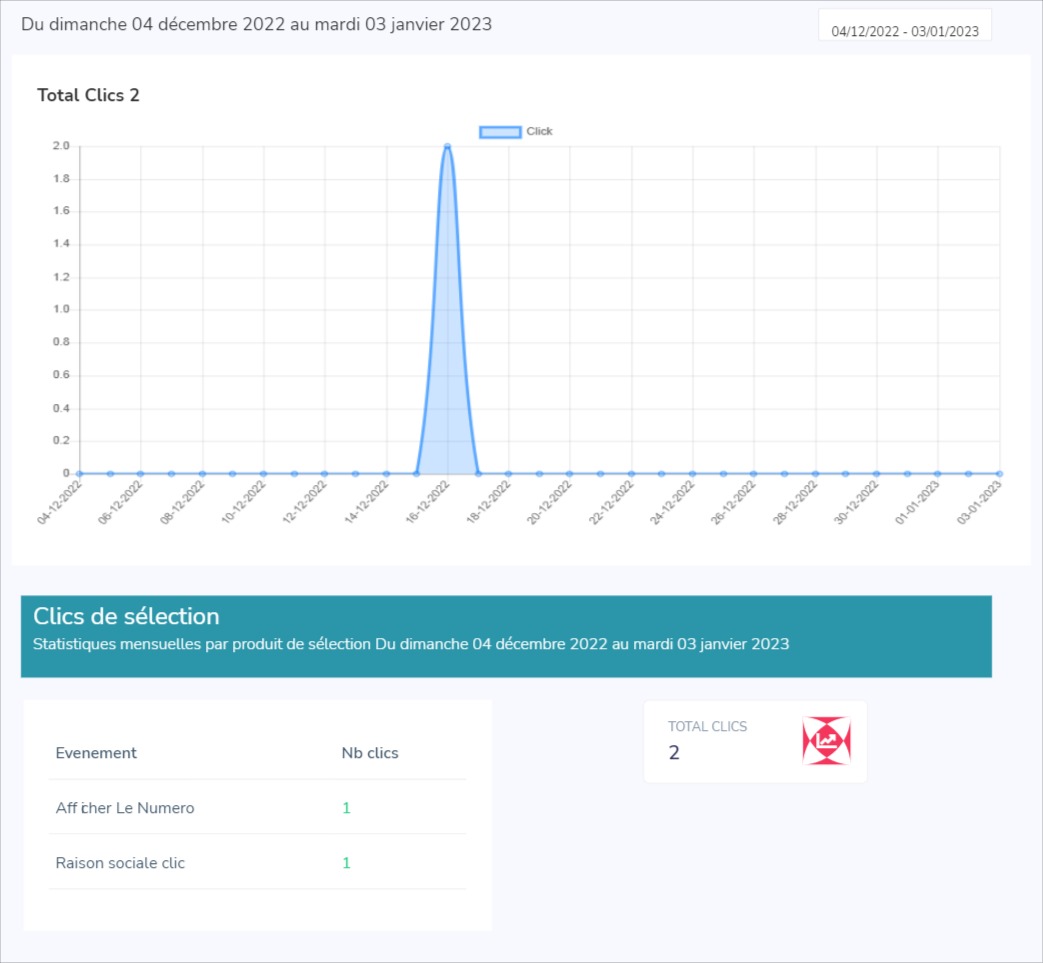 Du dimanche 04 décembre 2022 au mardi 03 janvier 2023
04/12/2022 - 03/01/2023
Total Clics 2
Click
2.0
1.8
1.6
1.4
1.2
1.0
0.8
0.6
0.4
0.2
0
04-12-2022
06-12-2022
08-12-2022
10-12-2022
12-12-2022
14-12-2022
16-12-2022
18-12-2022
20-12-2022
22-12-2022
24-12-2022
26-12-2022
28-12-2022
30-12-2022
01-01-2023
03-01-2023
Clics de sélection
Statistiques mensuelles par produit de sélection Du dimanche 04 décembre 2022 au mardi 03 janvier 2023
Evenement Nb clics
Afficher Le Numero 1
Raison sociale clic 1
TOTAL CLICS
2